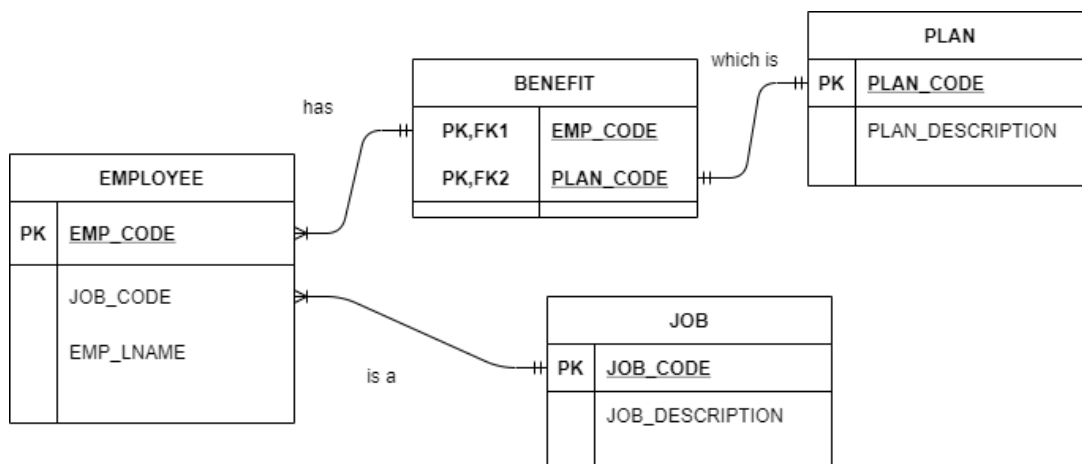 PLAN
which is
PK PLAN_CODE
PLAN_DESCRIPTION
BENEFIT
has
PK,FK1 EMP_CODE
PK,FK2 PLAN_CODE
EMPLOYEE
PK EMP_CODE
JOB_CODE
EMP_LNAME
is a
JOB
PK JOB_CODE
JOB_DESCRIPTION